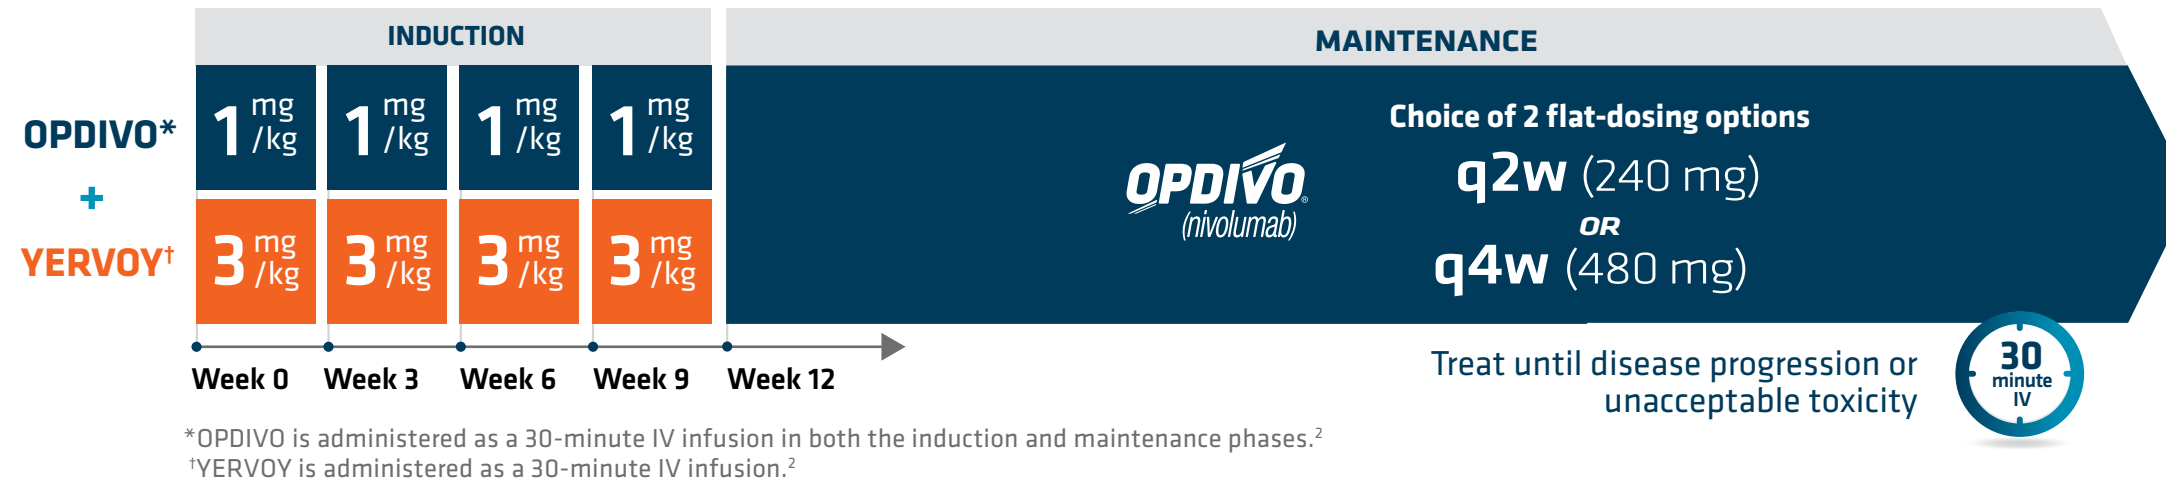 INDUCTION
MAINTENANCE
OPDIVO*
+
YERVOY†
1 mg /kg 1 mg /kg 1 mg /kg 1 mg /kg
3 mg /kg 3 mg /kg 3 mg /kg 3 mg /kg
OPDIVO®
(nivolumab)
Choice of 2 flat-dosing options
q2w (240 mg)
OR
q4w (480 mg)
Week 0 Week 3 Week 6 Week 9 Week 12
Treat until disease progression or
unacceptable toxicity
30
minute
IV
*OPDIVO is administered as a 30-minute IV infusion in both the induction and maintenance phases.2
†YERVOY is administered as a 30-minute IV infusion.2